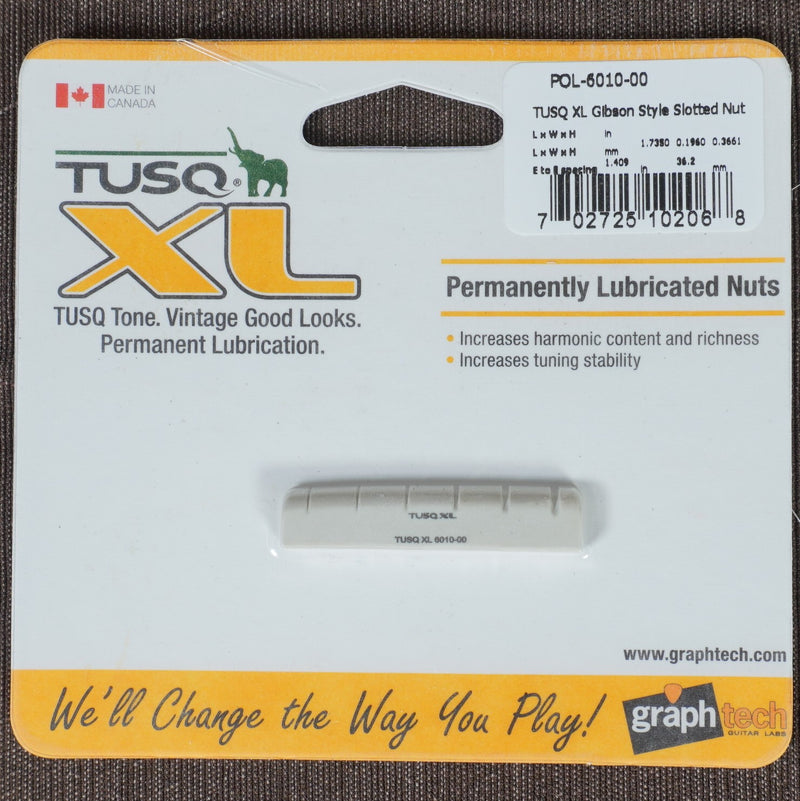 MADE IN
CANADA
TUSQ®
XL
TUSQ Tone. Vintage Good Looks.
Permanent Lubrication.
POL-6010-00
TUSQ XL Gibson Style Slotted Nut
L x W x H in 1.7350 0.1960 0.3661
L x W x H mm
E to E spacing 1.409 in 36.2 mm
7 02725 10206 8
Permanently Lubricated Nuts
• Increases harmonic content and richness
• Increases tuning stability
TUSQ XL
TUSQ XL 6010-00
www.graphtech.com
We'll Change the Way You Play!
graphtech
GUITAR LABS